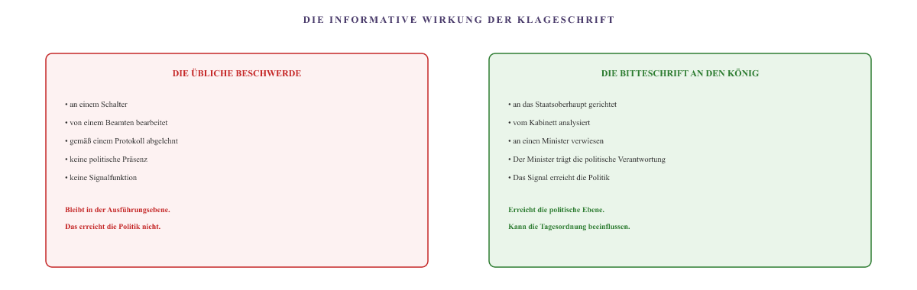 DIE INFORMATIVE WIRKUNG DER KLAGESCHRIFT
DIE ÜBLICHE BESCHWERDE
• an einem Schalter
• von einem Beamten bearbeitet
• gemäß einem Protokoll abgelehnt
• keine politische Präsenz
• keine Signalfunktion
Bleibt in der Ausführungsebene.
Das erreicht die Politik nicht.
DIE BITTESCHRIFT AN DEN KÖNIG
• an das Staatsoberhaupt gerichtet
• vom Kabinett analysiert
• an einen Minister verwiesen
• Der Minister trägt die politische Verantwortung
• Das Signal erreicht die Politik
Erreicht die politische Ebene.
Kann die Tagesordnung beeinflussen.